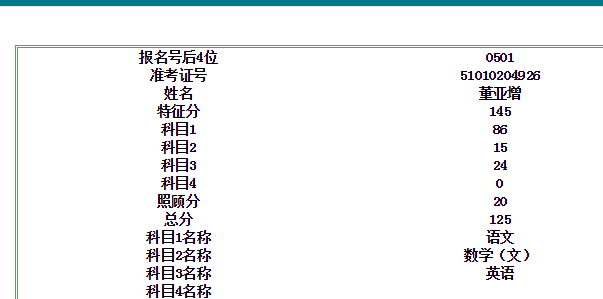 报名号后4位 0501
准考证号 51010204926
姓名 董亚增
特征分 145
科目1 86
科目2 15
科目3 24
科目4 0
照顾分 20
总分 125
科目1名称 语文
科目2名称 数学（文）
科目3名称 英语
科目4名称